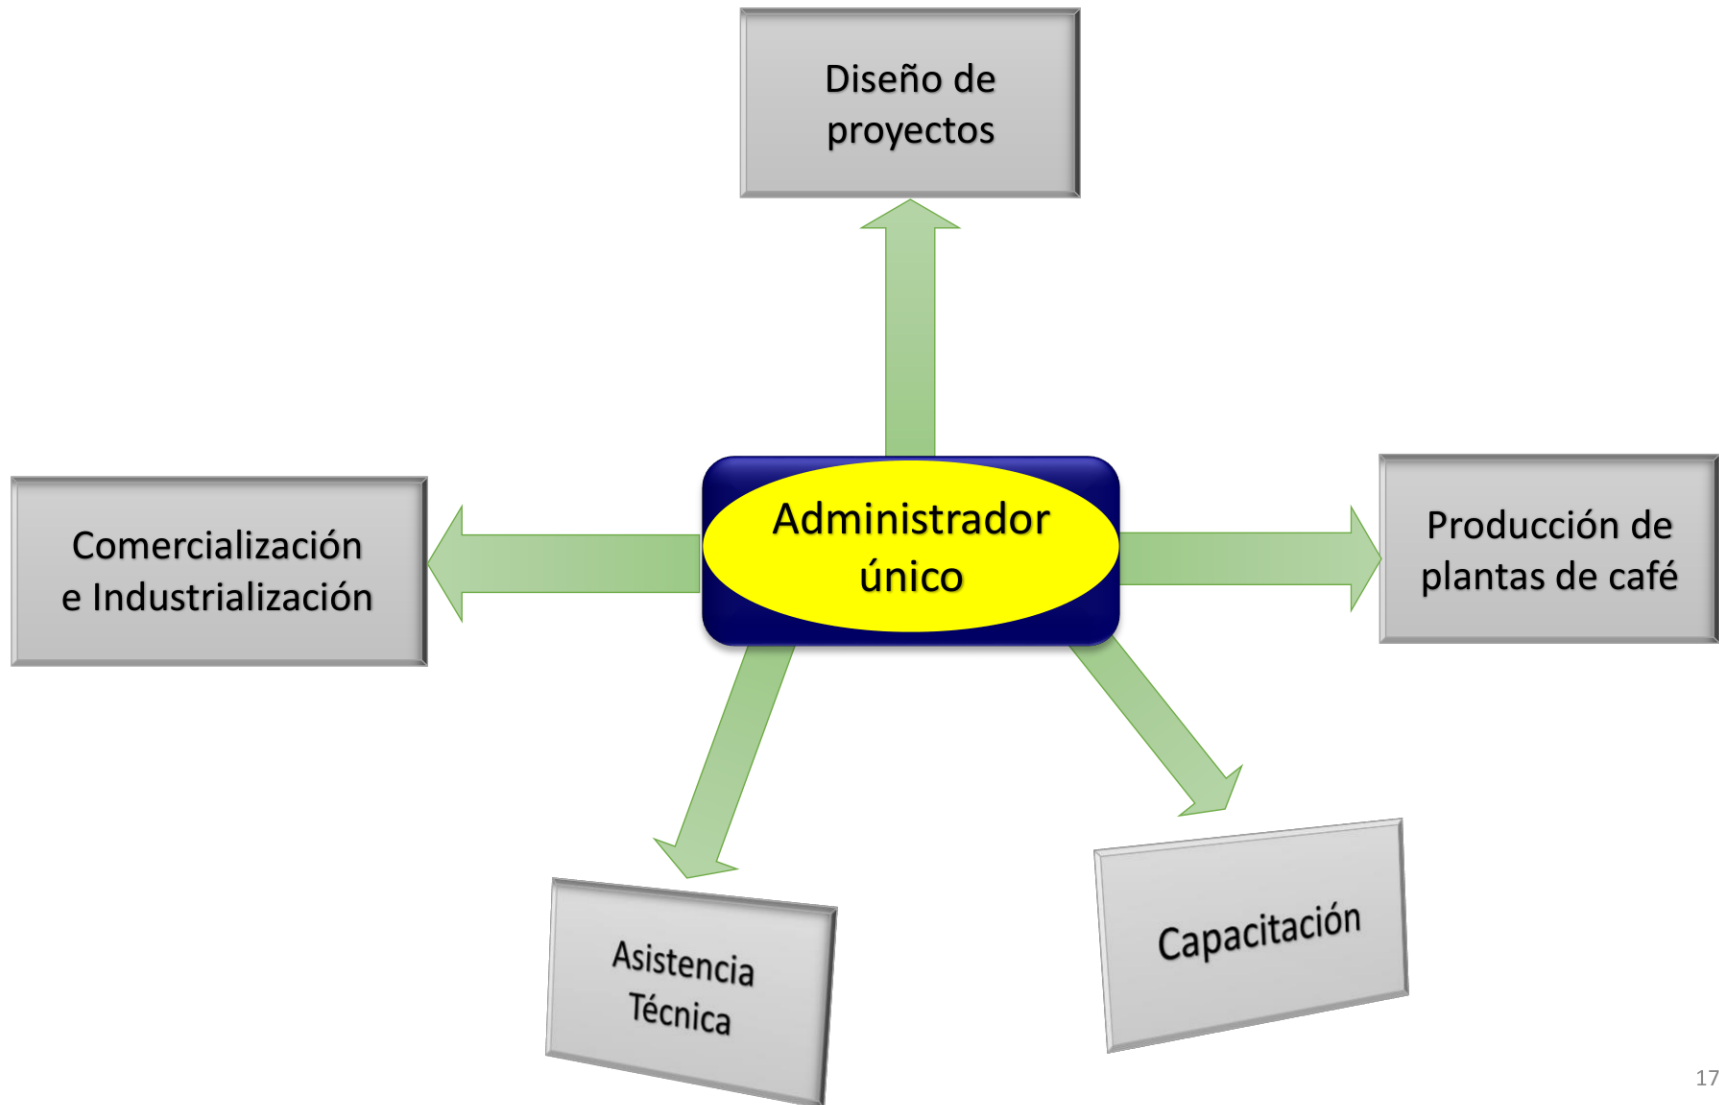 Diseño de
proyectos
Administrador
único
Comercialización
e Industrialización
Producción de
plantas de café
Asistencia
Técnica
Capacitación
17